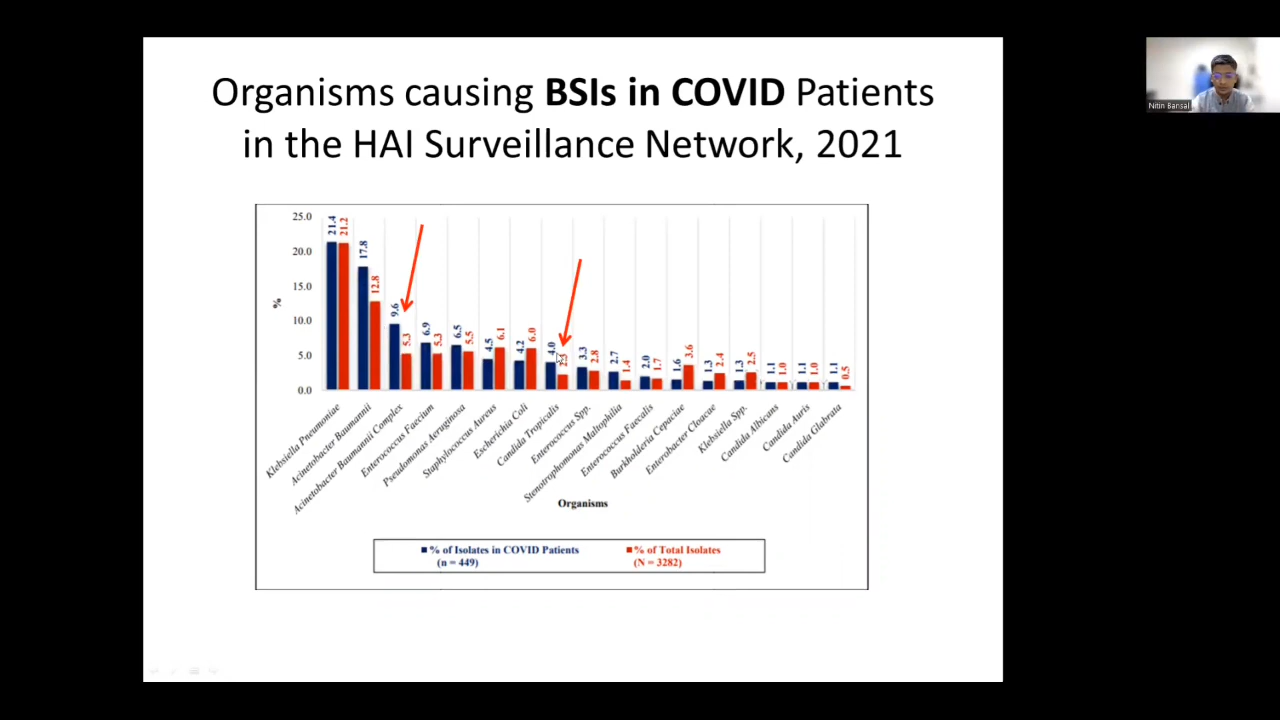 Organisms causing BSIs in COVID Patients
in the HAI Surveillance Network, 2021
Nitin Bansal
25.0
20.0
15.0
10.0
5.0
0.0
%
21.4 21.2
17.8 12.8
9.6 5.3
6.9 5.3
6.5 5.5
4.5 6.1
4.2 6.0
4.0
3.3 2.8
2.7 1.4
2.0 1.7
1.6 3.6
1.3 2.4
1.3 2.5
1.1 1.0
1.1 1.0
1.1 0.5
Klebsiella Pneumoniae
Acinetobacter Baumannii
Acinetobacter Baumannii Complex
Enterococcus Faecium
Pseudomonas Aeruginosa
Staphylococcus Aureus
Escherichia Coli
Candida Tropicalis
Enterococcus Spp.
Stenotrophomonas Maltophilia
Enterococcus Faecalis
Burkholderia Cepaciae
Enterobacter Cloacae
Klebsiella Spp.
Candida Albicans
Candida Auris
Candida Glabrata
Organisms
% of Isolates in COVID Patients
(n = 449)
% of Total Isolates
(N = 3282)